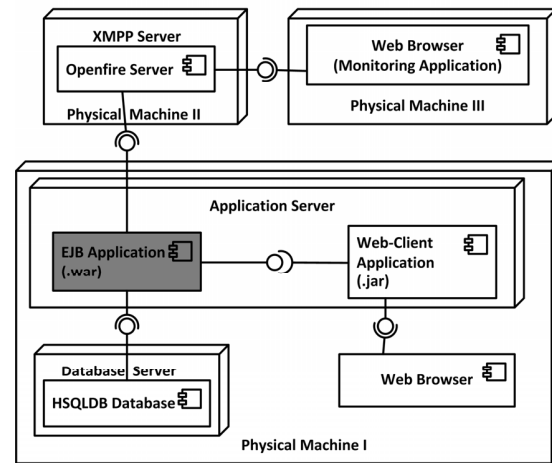 XMPP Server
Openfire Server
Physical Machine II
Web Browser
(Monitoring Application)
Physical Machine III
Application Server
EJB Application
(.war)
Web-Client
Application
(.jar)
Database Server
HSQLDB Database
Web Browser
Physical Machine I